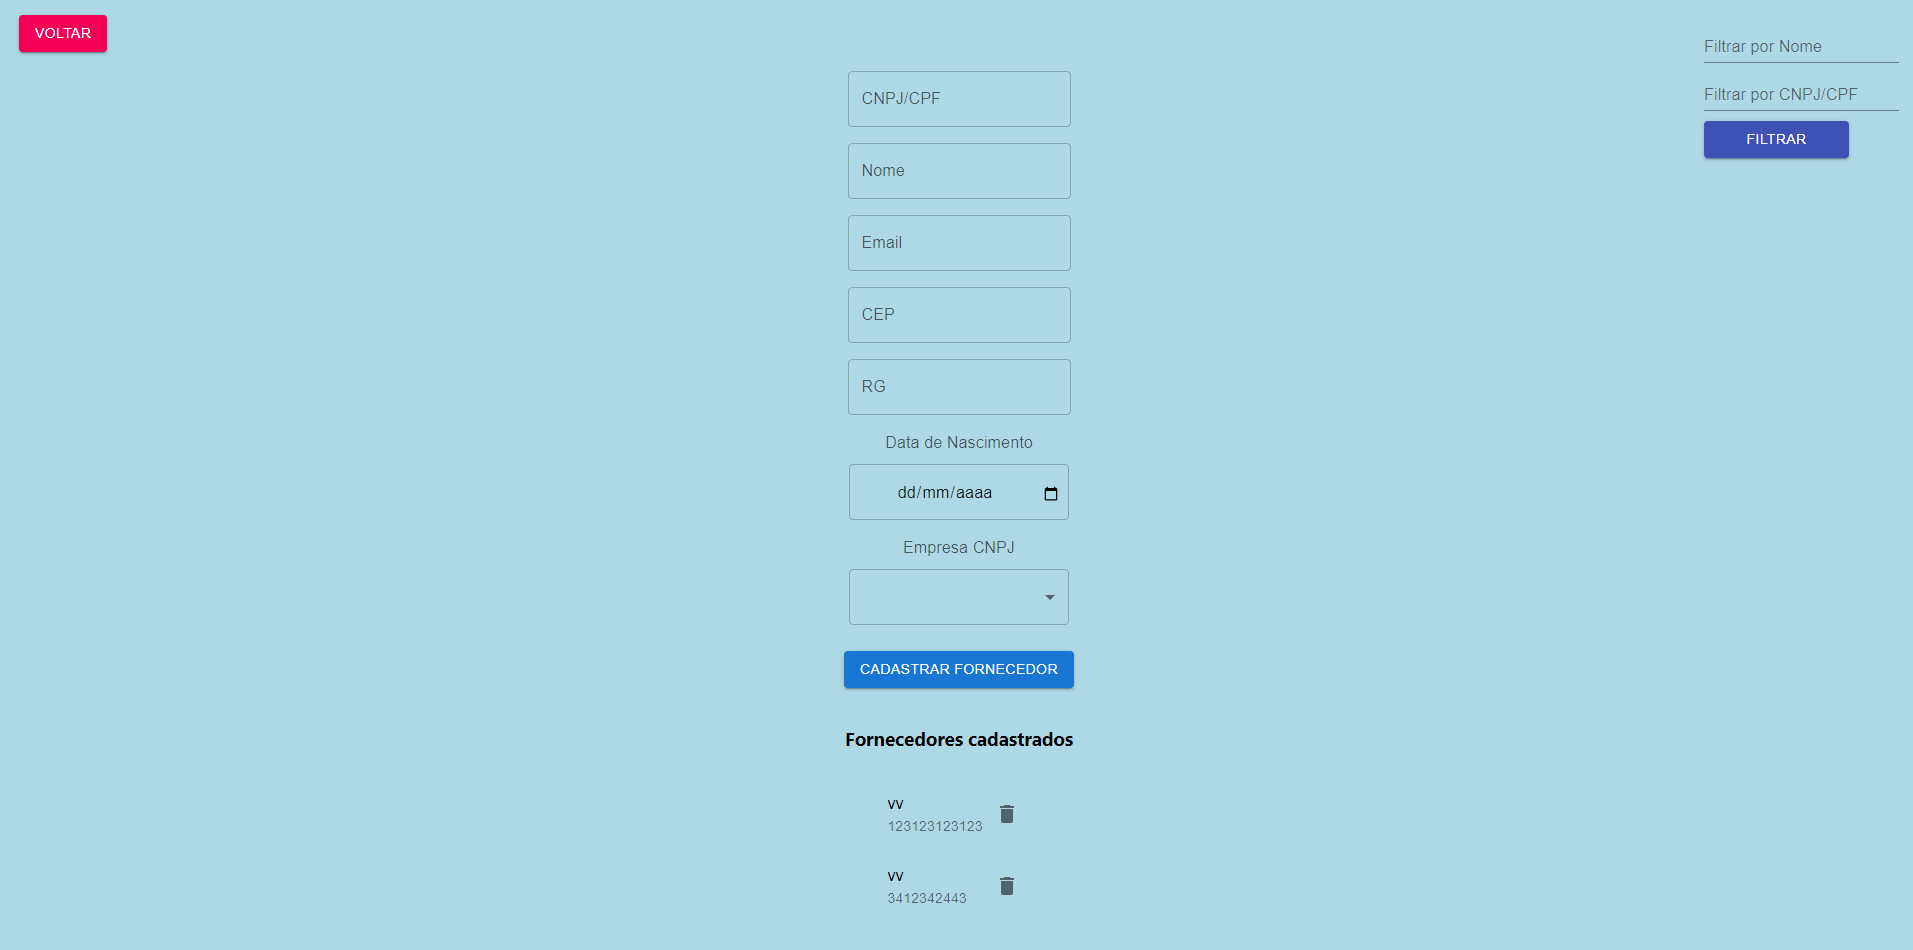 VOLTAR
Filtrar por Nome
Filtrar por CNPJ/CPF
FILTRAR
CNPJ/CPF
Nome
Email
CEP
RG
Data de Nascimento
dd/mm/aaaa
Empresa CNPJ
CADASTRAR FORNECEDOR
Fornecedores cadastrados
vv
123123123123
vv
3412342443